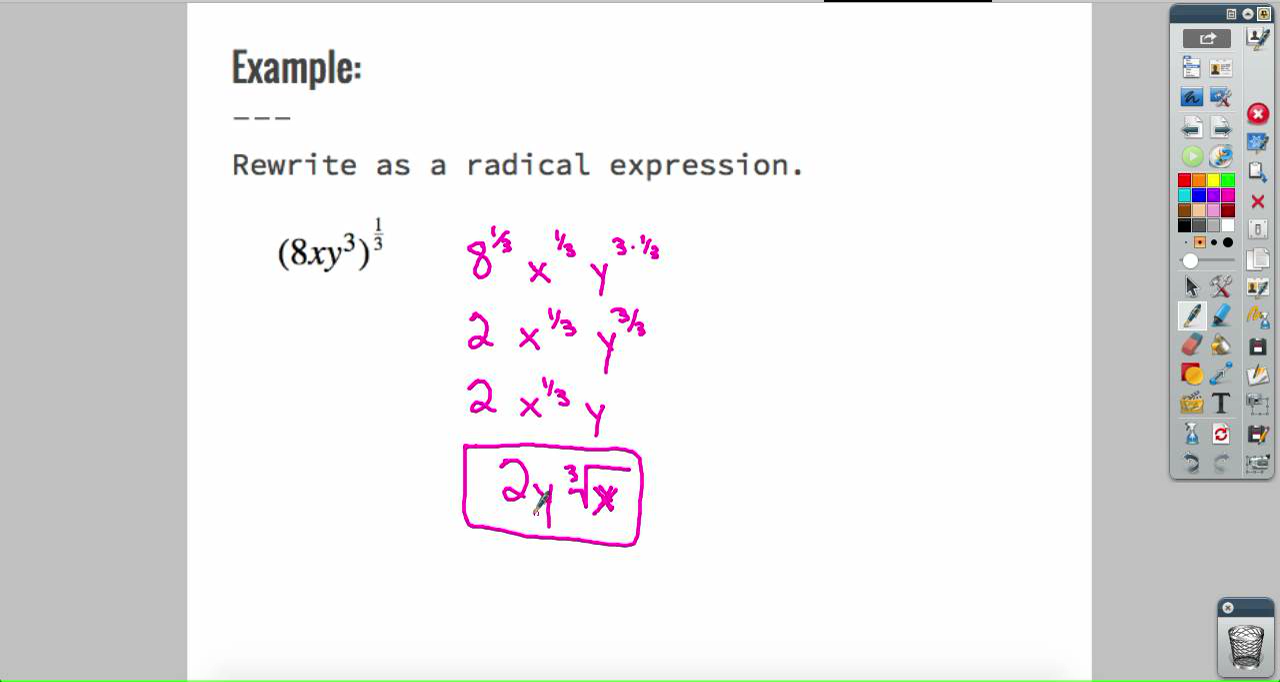 Example:
---
Rewrite as a radical expression.
(8xy³)^(1/3)
8^(1/3) x^(1/3) y^(3·1/3)
2 x^(1/3) y^(3/3)
2 x^(1/3) y
2y ∛x
T